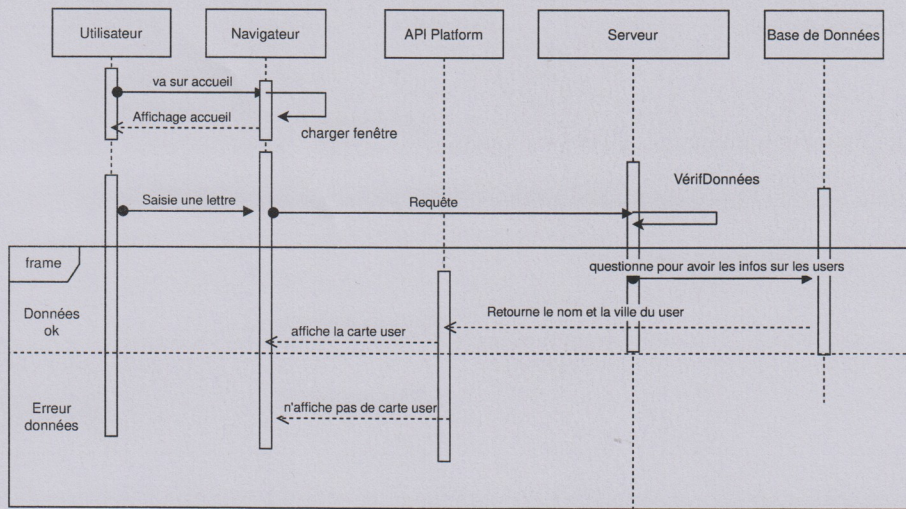 Utilisateur
Navigateur
API Platform
Serveur
Base de Données
va sur accueil
Affichage accueil
charger fenêtre
VérifDonnées
Saisie une lettre
Requête
frame
questionne pour avoir les infos sur les users
Données
ok
Retourne le nom et la ville du user
affiche la carte user
Erreur
données
n'affiche pas de carte user